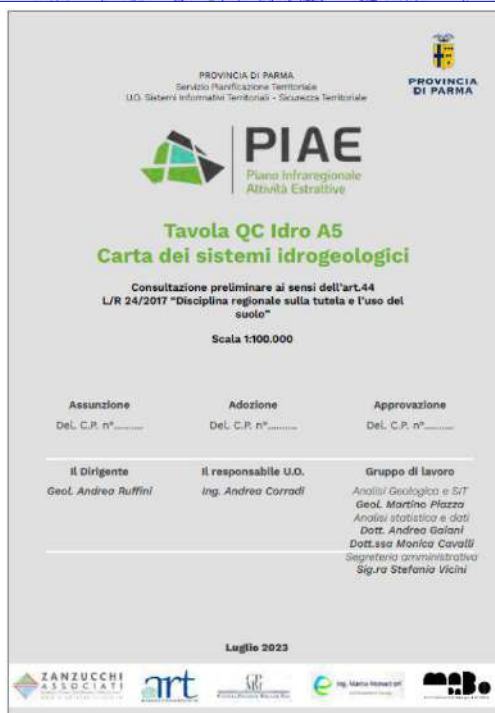 PROVINCIA DI PARMA
Servizio Pianificazione Territoriale
U.O. Sistemi Informativi Territoriali - Sicurezza Territoriale
PROVINCIA
DI PARMA
PIAE
Piano Infraregionale
Attività Estrattive
Tavola QC Idro A5
Carta dei sistemi idrogeologici
Consultazione preliminare ai sensi dell'art.44
L/R 24/2017 "Disciplina regionale sulla tutela e l'uso del
suolo"
Scala 1:100.000
Assunzione Adozione Approvazione
Del. C.P. n°.......... Del. C.P. n°.......... Del. C.P. n°..........
Il Dirigente Il responsabile U.O. Gruppo di lavoro
Geol. Andrea Ruffini Ing. Andrea Corradi Analisi Geologica e SIT
Geol. Martino Piazza
Analisi statistica e dati
Dott. Andrea Gaiani
Dott.ssa Monica Cavalli
Segreteria amministrativa
Sig.ra Stefania Vicini
Luglio 2023
ZANZUCCHI
ASSOCIATI
art
Ing. Marco Monaci